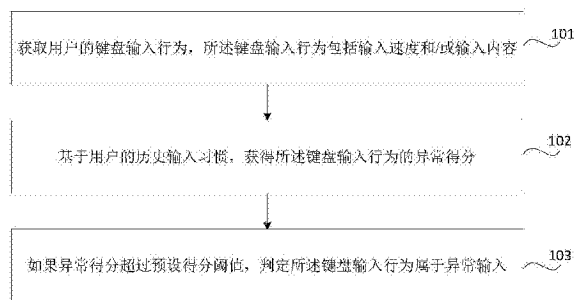 获取用户的键盘输入行为，所述键盘输入行为包括输入速度和/或输入内容
101
基于用户的历史输入习惯，获得所述键盘输入行为的异常得分
102
如果异常得分超过预设得分阈值，判定所述键盘输入行为属于异常输入
103